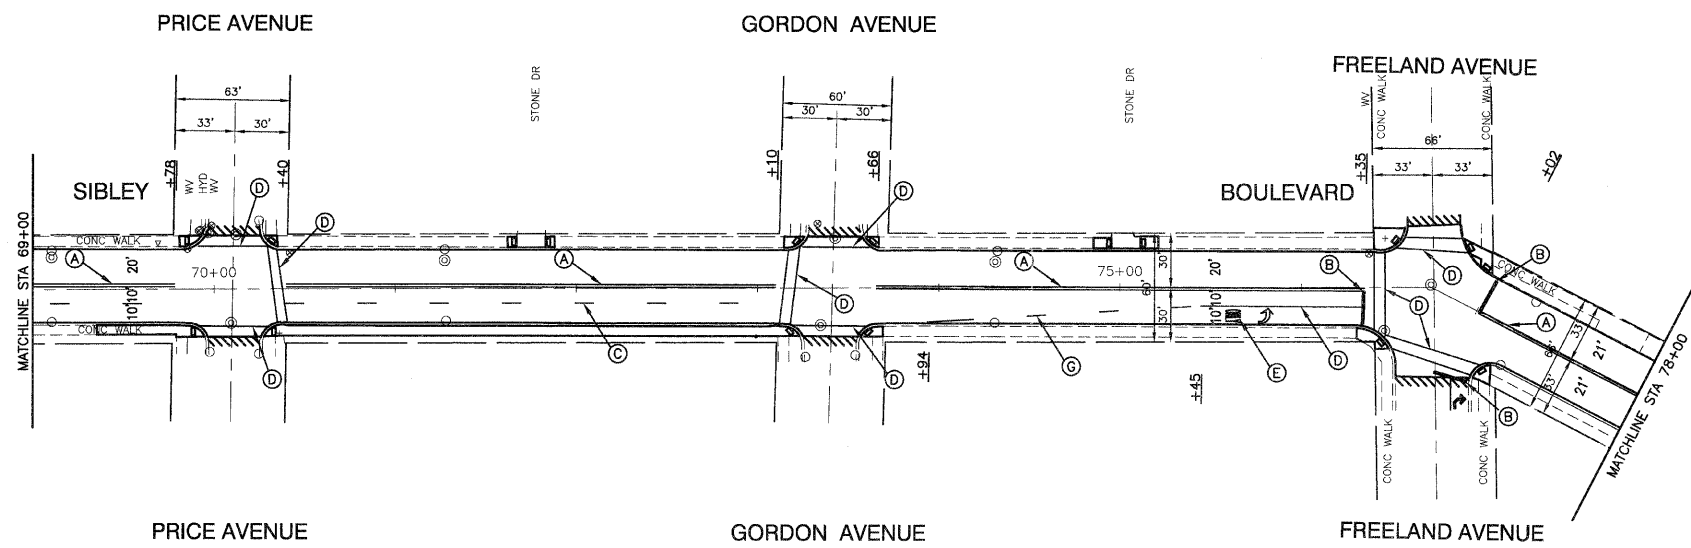 PRICE AVENUE
GORDON AVENUE
FREELAND AVENUE
STONE DR
STONE DR
WV
CONC WALK
CONC WALK
63'
33'
30'
60'
30'
30'
66'
33'
33'
+78
WV
HYD
WV
+40
+10
+66
+35
+02
SIBLEY
BOULEVARD
D
D
D
CONC WALK
A
20'
70+00
A
A
75+00
30'
20'
B
B
D
CONC WALK
10'
10'
D
60'
10'
10'
30'
D
D
A
CONC WALK
C
G
E
D
D
D
+94
+45
B
33'
66'
33'
21'
21'
CONC WALK
CONC WALK
MATCHLINE STA 69+00
MATCHLINE STA 78+00
PRICE AVENUE
GORDON AVENUE
FREELAND AVENUE